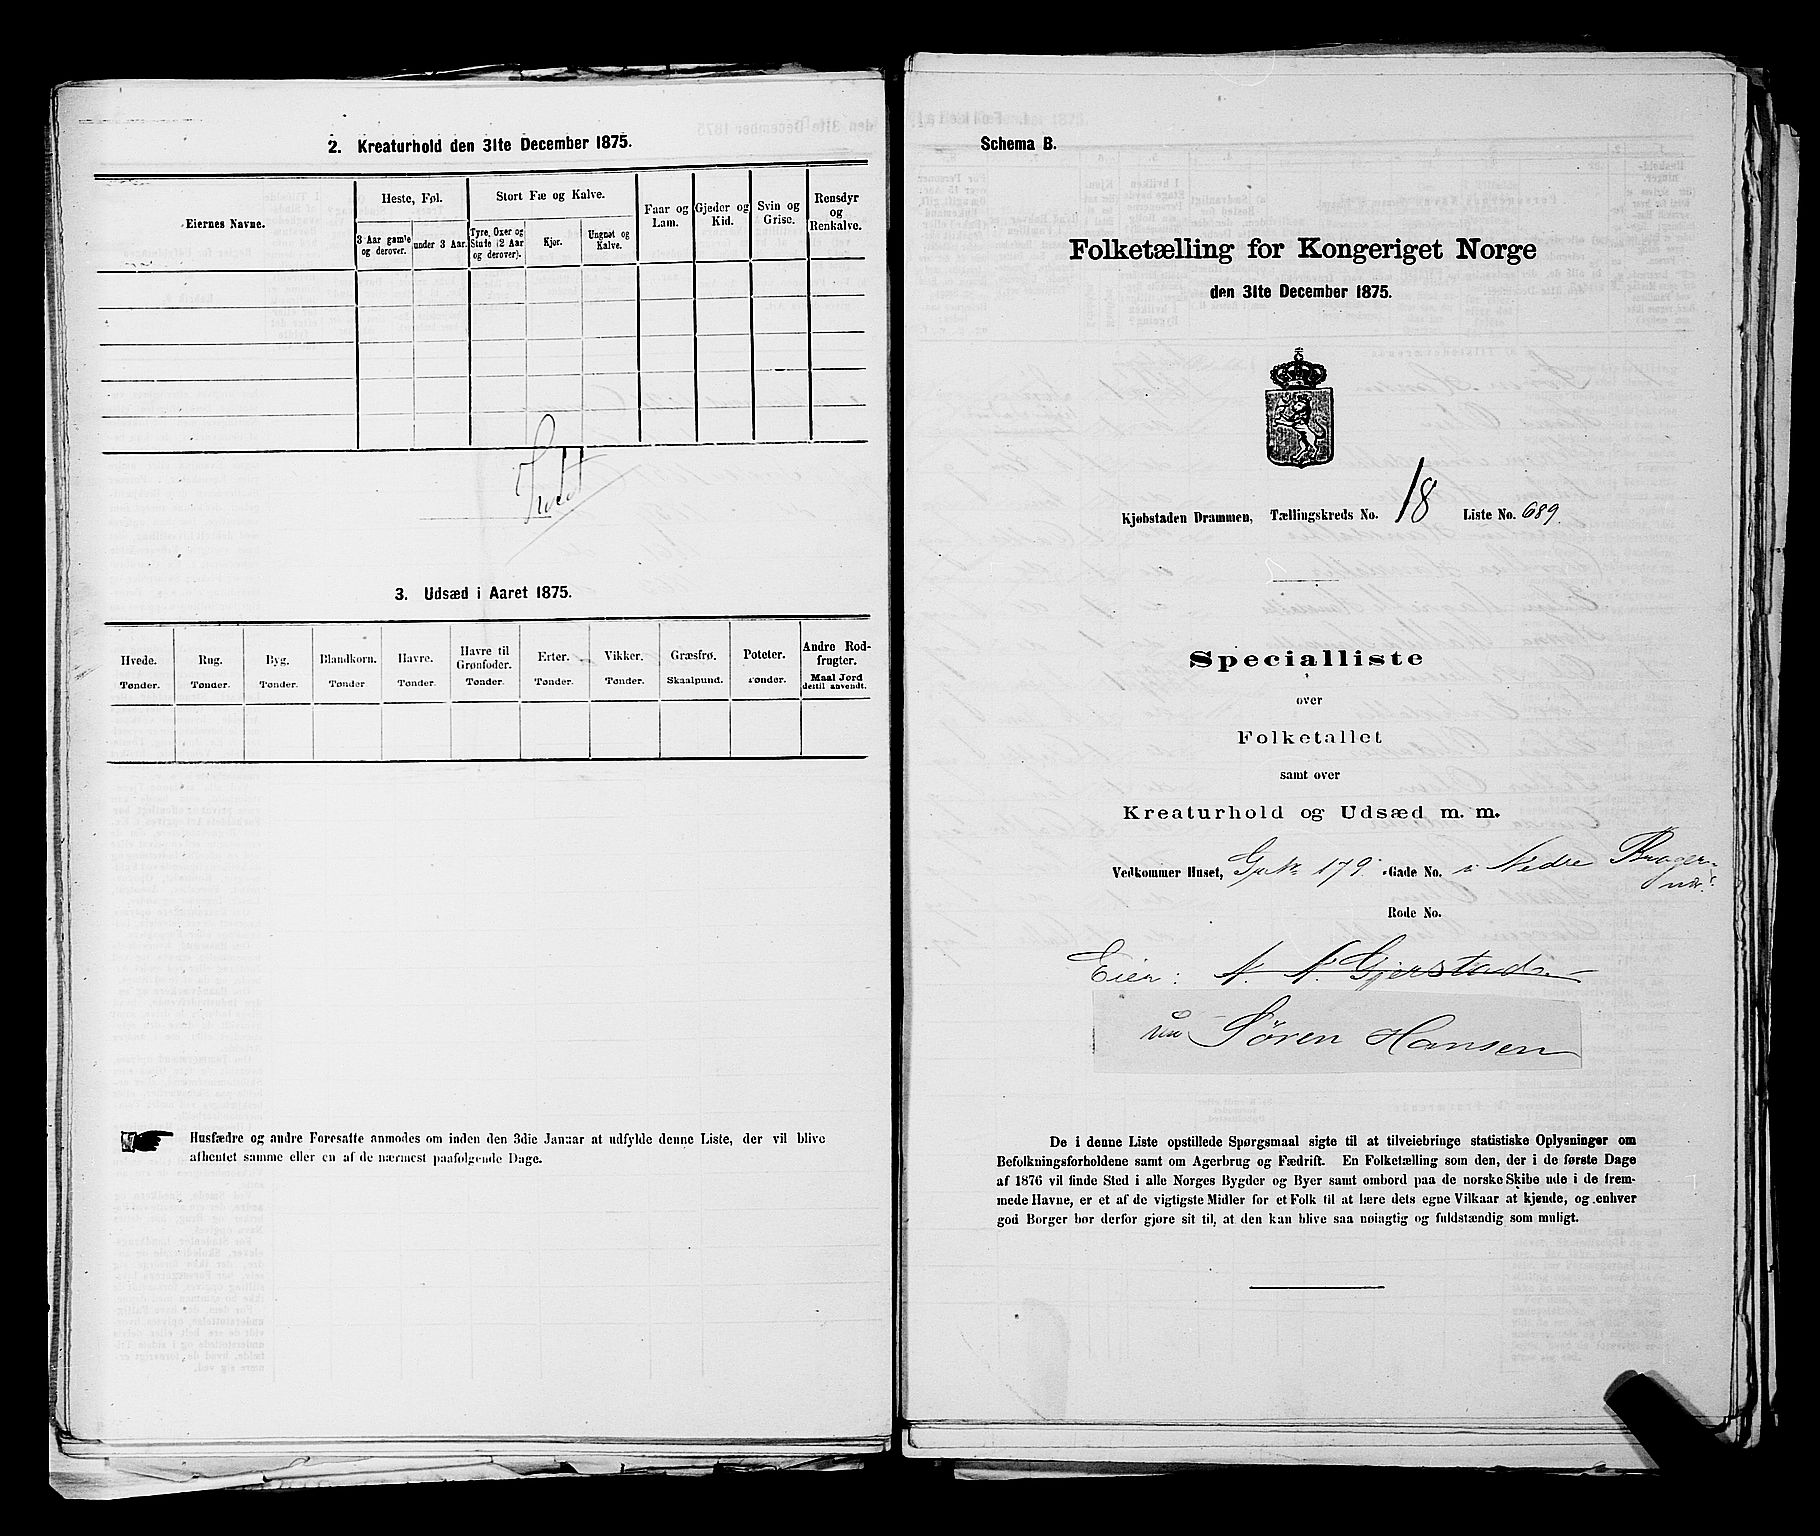 2. Kreaturhold den 31te December 1875.
Eiernes Navne.
Heste, Føl.
Stort Fæ og Kalve.
Faar og Lam.
Gjeder og Kid.
Svin og Grise.
Rensdyr og Renkalve.
3 Aar gamle og derover.
under 3 Aar.
Tyre, Oxer og Stude (2 Aar og derover).
Kjør.
Ungnøt og Kalve.
3. Udsæd i Aaret 1875.
Hvede.
Rug.
Byg.
Blandkorn.
Havre.
Havre til Grønfoder.
Erter.
Vikker.
Græsfrø.
Poteter.
Andre Rodfrugter.
Tønder.
Tønder.
Tønder.
Tønder
Tønder.
Tønder.
Tønder.
Tønder.
Skaalpund.
Tønder.
Maal Jord dertil anvendt.
Husfædre og andre Foresatte anmodes om inden den 3die Januar at udfylde denne Liste, der vil blive
afhentet samme eller en af de nærmest paafølgende Dage.
Schema B.
Folketælling for Kongeriget Norge
den 31te December 1875.
Kjøbstaden Drammen, Tællingskreds No. 18 Liste No. 689.
Specialliste
over
Folketallet
samt over
Kreaturhold og Udsæd m. m.
Vedkommer Huset, G. No. 179. Gade No. i Nedre Bragernæs
Rode No.
Eier: N. N. Gjerstad
nu Søren Hansen
De i denne Liste opstillede Spørgsmaal sigte til at tilveiebringe statistiske Oplysninger om
Befolkningsforholdene samt om Agerbrug og Fædrift. En Folketælling som den, der i de første Dage
af 1876 vil finde Sted i alle Norges Bygder og Byer samt ombord paa de norske Skibe ude i de frem-
mede Havne, er et af de vigtigste Midler for et Folk til at lære dets egne Vilkaar at kjende, og enhver
god Borger bør derfor gjøre sit til, at den kan blive saa nøiagtig og fuldstændig som muligt.